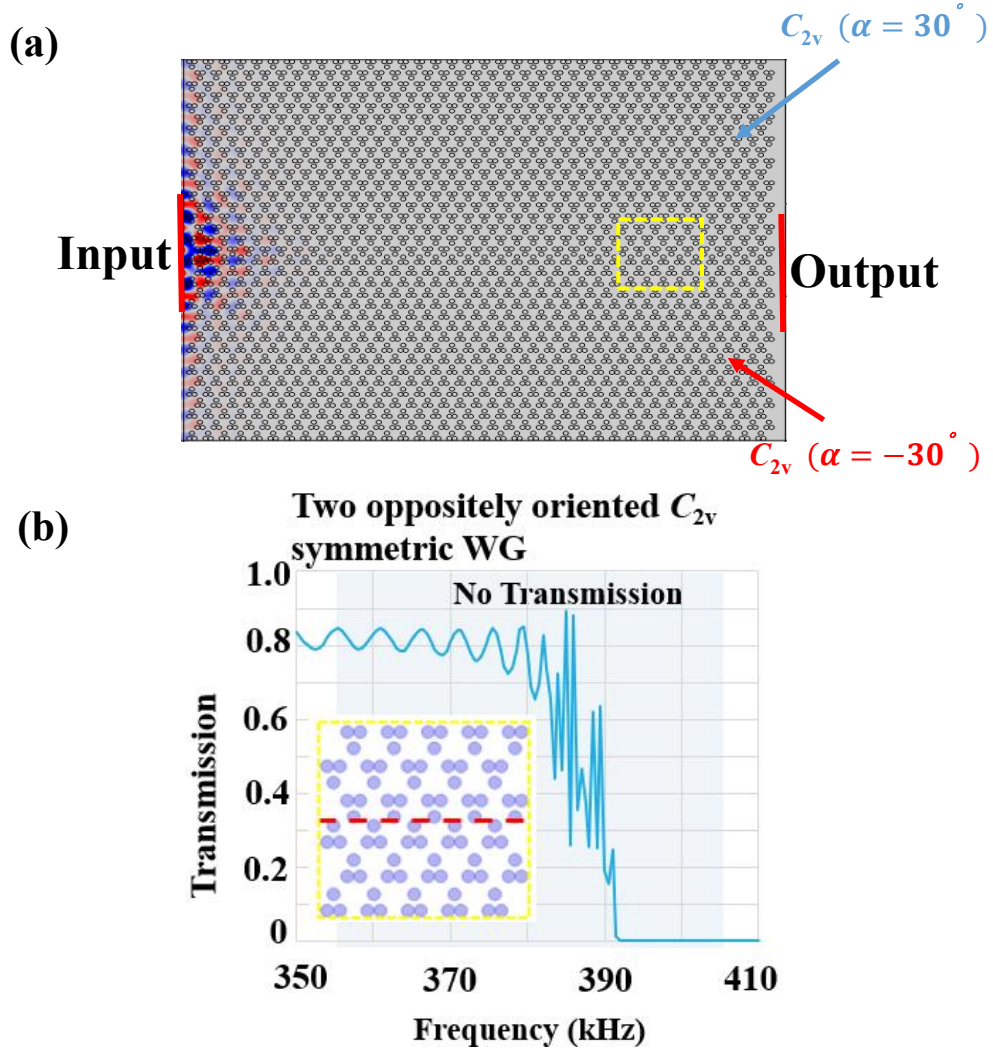 (a)
C2v (α = 30°)
Input
Output
C2v (α = −30°)
(b)
Two oppositely oriented C2v
symmetric WG
No Transmission
1.0
0.8
0.6
0.4
0.2
0
Transmission
350
370
390
410
Frequency (kHz)